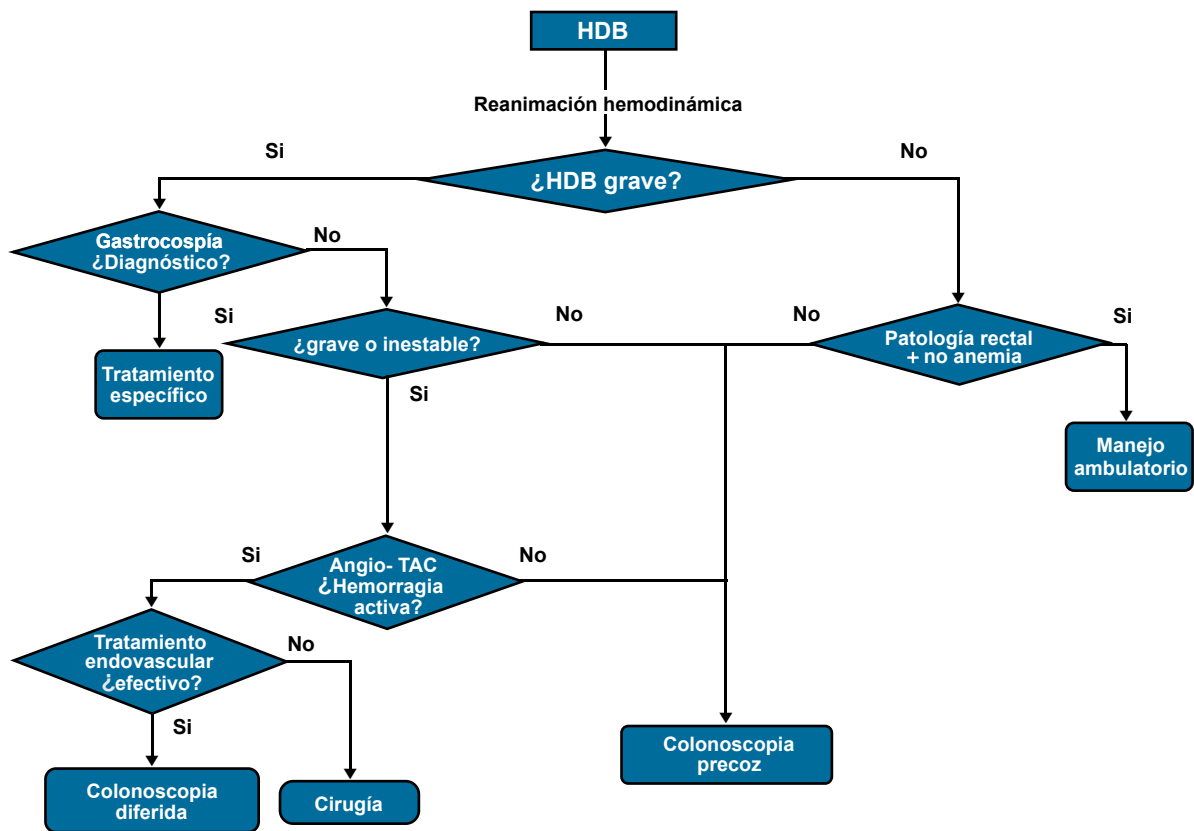 HDB
Reanimación hemodinámica
Si
No
¿HDB grave?
Gastrocospía
¿Diagnóstico?
No
Si
¿grave o inestable?
No
No
Patología rectal
+ no anemia
Si
Tratamiento
específico
Si
Manejo
ambulatorio
Si
Angio- TAC
¿Hemorragia
activa?
No
Tratamiento
endovascular
¿efectivo?
No
Si
Colonoscopia
precoz
Colonoscopia
diferida
Cirugía